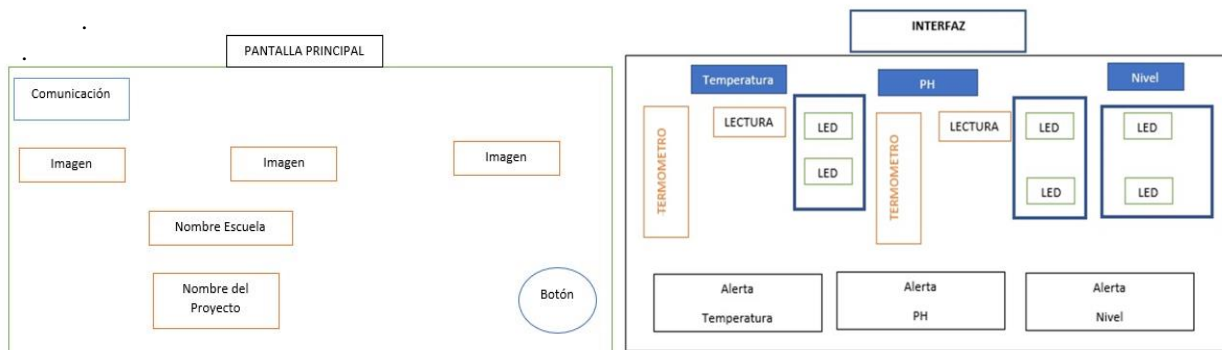 PANTALLA PRINCIPAL
Comunicación
Imagen
Imagen
Imagen
Nombre Escuela
Nombre del
Proyecto
Botón
INTERFAZ
Temperatura
PH
Nivel
TERMOMETRO
LECTURA
LED
LED
TERMOMETRO
LECTURA
LED
LED
LED
LED
Alerta
Temperatura
Alerta
PH
Alerta
Nivel